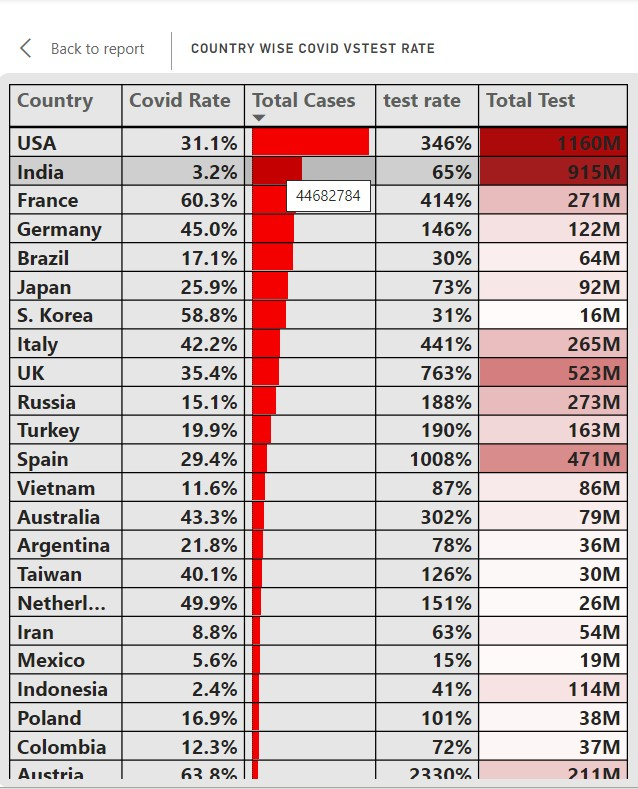 Back to report
COUNTRY WISE COVID VSTEST RATE
Country Covid Rate Total Cases test rate Total Test
USA 31.1% 346% 1160M
India 3.2% 65% 915M
44682784
France 60.3% 414% 271M
Germany 45.0% 146% 122M
Brazil 17.1% 30% 64M
Japan 25.9% 73% 92M
S. Korea 58.8% 31% 16M
Italy 42.2% 441% 265M
UK 35.4% 763% 523M
Russia 15.1% 188% 273M
Turkey 19.9% 190% 163M
Spain 29.4% 1008% 471M
Vietnam 11.6% 87% 86M
Australia 43.3% 302% 79M
Argentina 21.8% 78% 36M
Taiwan 40.1% 126% 30M
Netherl... 49.9% 151% 26M
Iran 8.8% 63% 54M
Mexico 5.6% 15% 19M
Indonesia 2.4% 41% 114M
Poland 16.9% 101% 38M
Colombia 12.3% 72% 37M
Austria 63.8% 2330% 211M